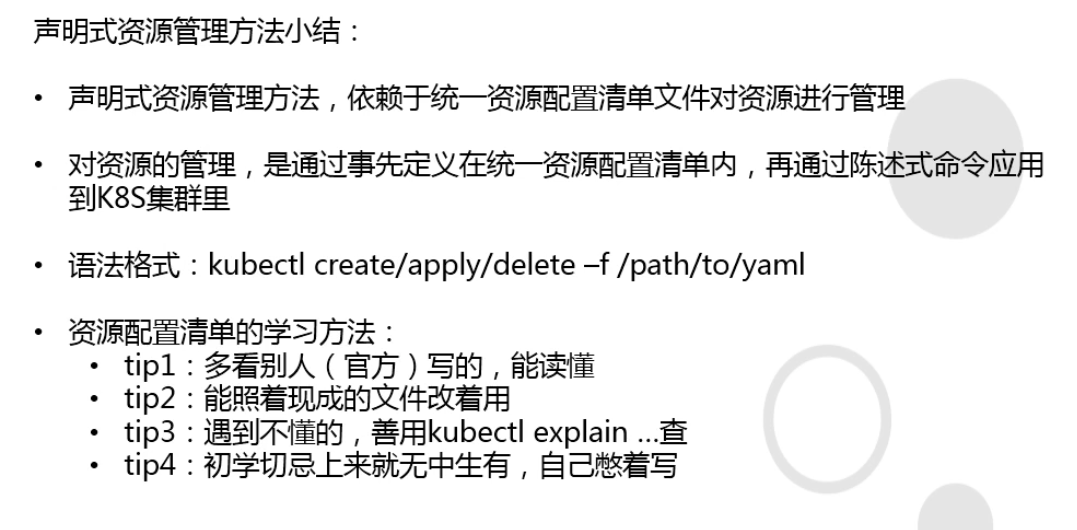 声明式资源管理方法小结：
• 声明式资源管理方法，依赖于统一资源配置清单文件对资源进行管理
• 对资源的管理，是通过事先定义在统一资源配置清单内，再通过陈述式命令应用
到K8S集群里
• 语法格式：kubectl create/apply/delete –f /path/to/yaml
• 资源配置清单的学习方法：
• tip1：多看别人（官方）写的，能读懂
• tip2：能照着现成的文件改着用
• tip3：遇到不懂的，善用kubectl explain ...查
• tip4：初学切忌上来就无中生有，自己憋着写